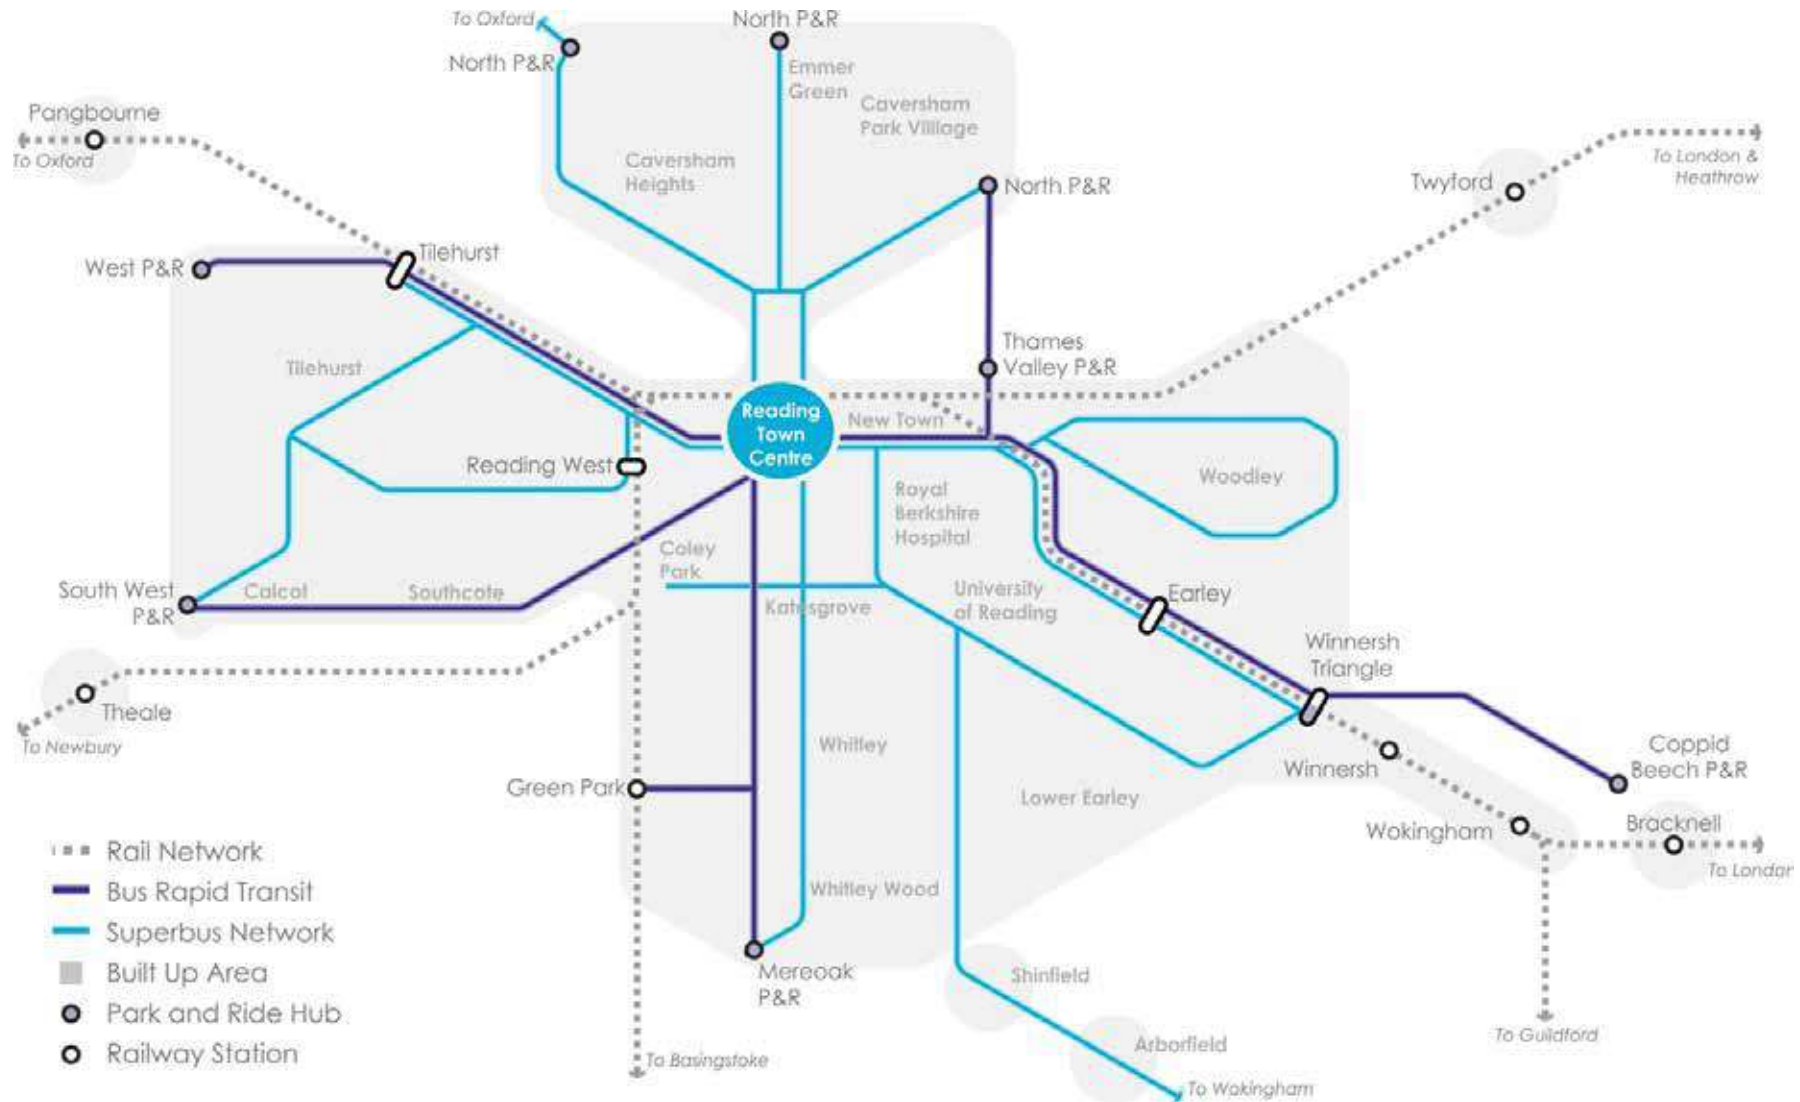 To Oxford
North P&R
North P&R
Emmer
Green
Caversham
Park Villlage
Pangbourne
To Oxford
Caversham
Heights
North P&R
Twyford
To London &
Heathrow
West P&R
Tilehurst
Tilehurst
Thames
Valley P&R
Reading
Town
Centre
New Town
Reading West
Royal
Berkshire
Hospital
Woodley
Coley
Park
South West
P&R
Calcot
Southcote
Katesgrove
University
of Reading
Earley
Winnersh
Triangle
Theale
To Newbury
Whitley
Green Park
Winnersh
Coppid
Beech P&R
Lower Earley
Wokingham
Bracknell
To London
Rail Network
Bus Rapid Transit
Superbus Network
Built Up Area
Park and Ride Hub
Railway Station
Whitley Wood
Mereoak
P&R
Shinfield
Arborfield
To Guildford
To Basingstoke
To Wokingham